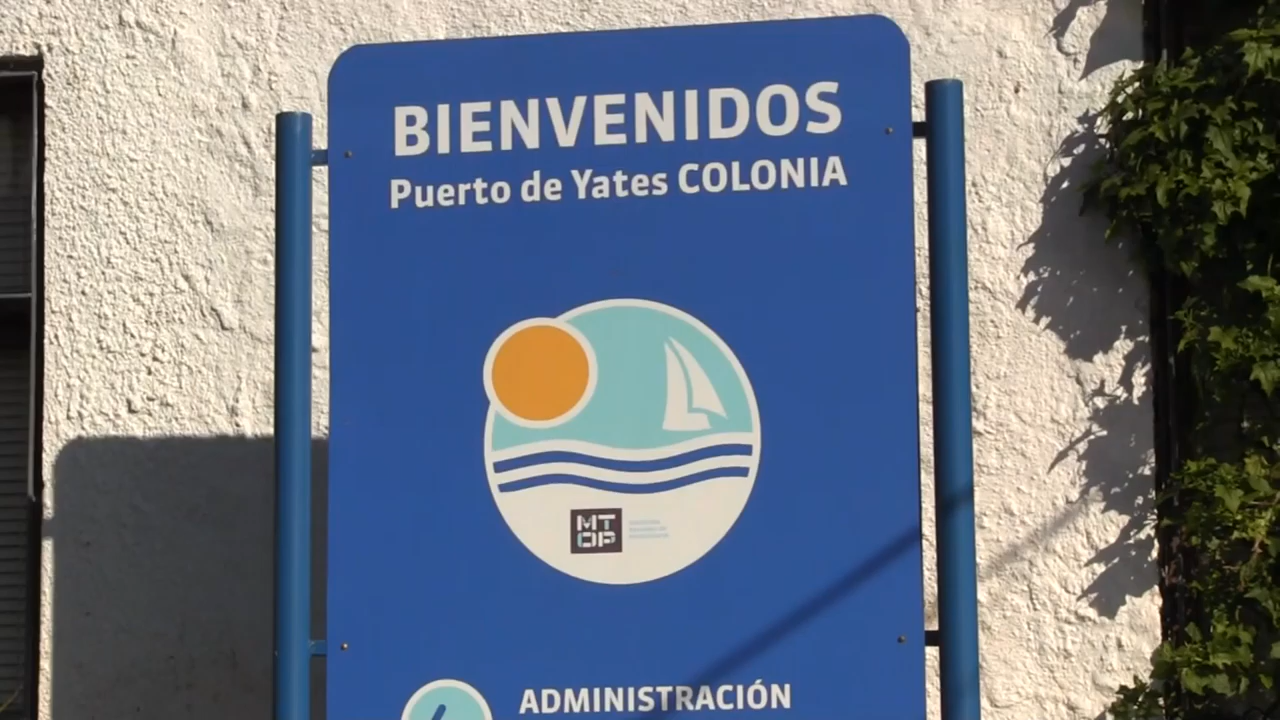 BIENVENIDOS
Puerto de Yates COLONIA
MT
OP
ADMINISTRACIÓN